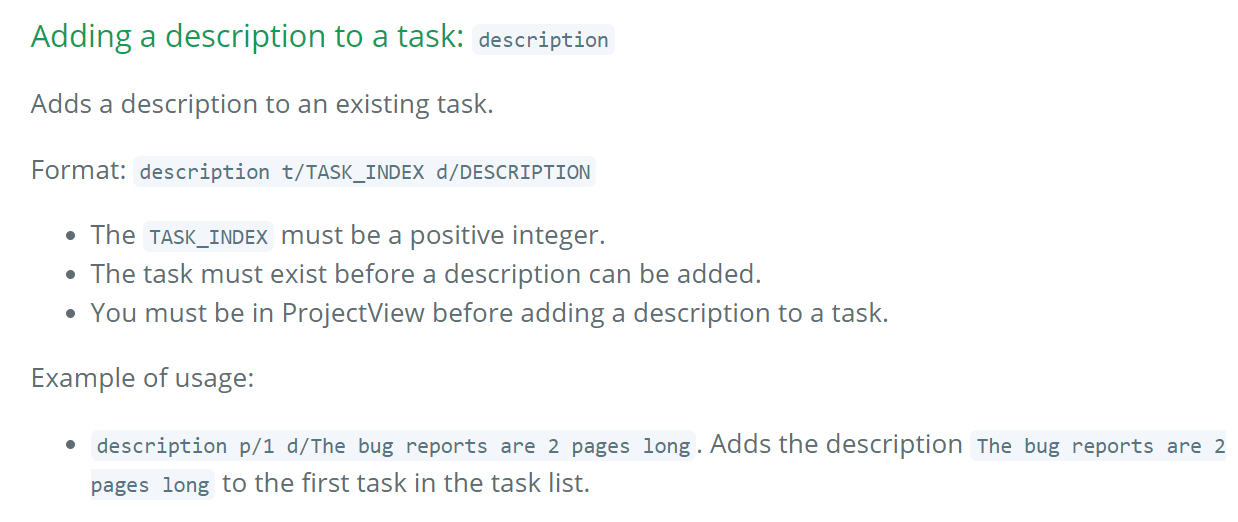 Adding a description to a task: description
Adds a description to an existing task.
Format: description t/TASK_INDEX d/DESCRIPTION
• The TASK_INDEX must be a positive integer.
• The task must exist before a description can be added.
• You must be in ProjectView before adding a description to a task.
Example of usage:
• description p/1 d/The bug reports are 2 pages long. Adds the description The bug reports are 2
pages long to the first task in the task list.